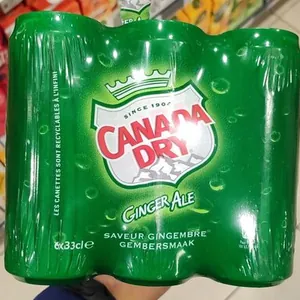 SINCE 1904
CANADA
DRY
GINGER ALE
SAVEUR GINGEMBRE
GEMBERSMAAK
6x33cl e
LES CANETTES SONT RECYCLABLES À L'INFINI